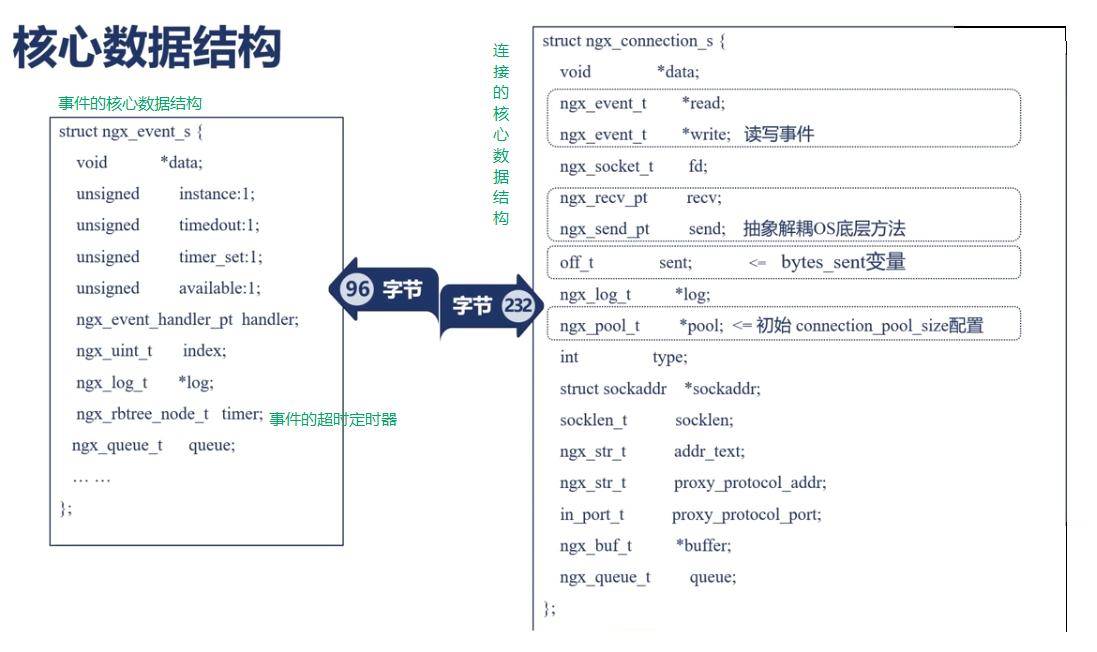 核心数据结构
事件的核心数据结构
struct ngx_event_s {
void *data;
unsigned instance:1;
unsigned timedout:1;
unsigned timer_set:1;
unsigned available:1;
ngx_event_handler_pt handler;
ngx_uint_t index;
ngx_log_t *log;
ngx_rbtree_node_t timer; 事件的超时定时器
ngx_queue_t queue;
… …
};
96 字节
字节 232
连接的核心数据结构
struct ngx_connection_s {
void *data;
ngx_event_t *read;
ngx_event_t *write; 读写事件
ngx_socket_t fd;
ngx_recv_pt recv;
ngx_send_pt send; 抽象解耦OS底层方法
off_t sent; <= bytes_sent变量
ngx_log_t *log;
ngx_pool_t *pool; <= 初始 connection_pool_size配置
int type;
struct sockaddr *sockaddr;
socklen_t socklen;
ngx_str_t addr_text;
ngx_str_t proxy_protocol_addr;
in_port_t proxy_protocol_port;
ngx_buf_t *buffer;
ngx_queue_t queue;
};